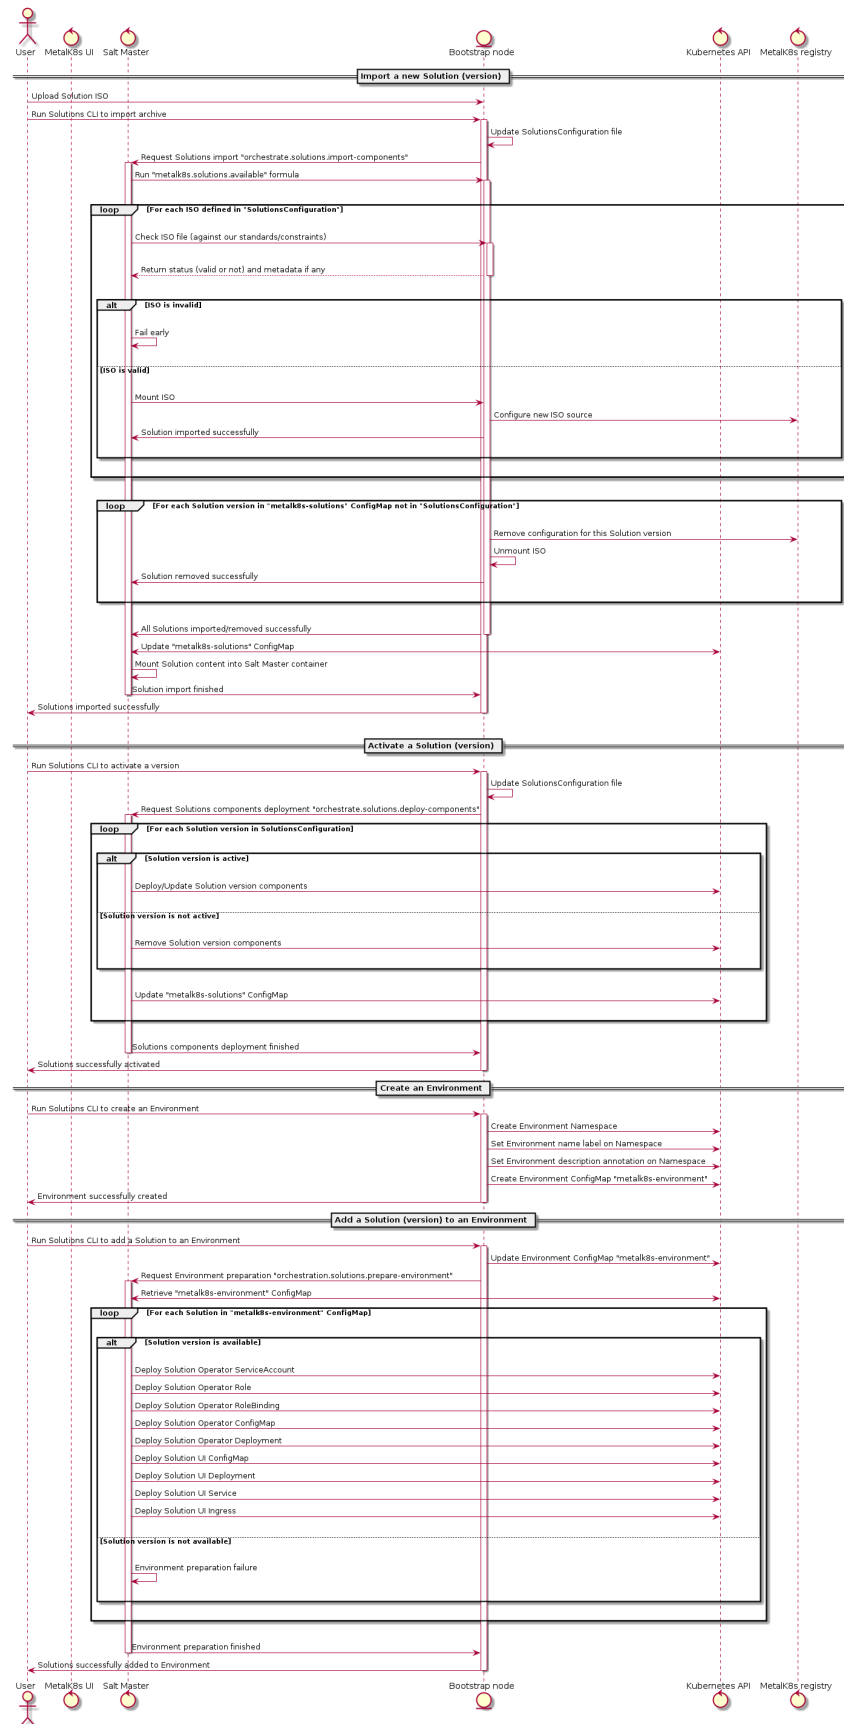 User MetalK8s UI Salt Master Bootstrap node Kubernetes API MetalK8s registry
Import a new Solution (version)
Upload Solution ISO
Run Solutions CLI to import archive
Update SolutionsConfiguration file
Request Solutions import "orchestrate.solutions.import-components"
Run "metalk8s.solutions.available" formula
loop [For each ISO defined in "SolutionsConfiguration"]
Check ISO file (against our standards/constraints)
Return status (valid or not) and metadata if any
alt [ISO is invalid]
Fail early
[ISO is valid]
Mount ISO
Configure new ISO source
Solution imported successfully
loop [For each Solution version in "metalk8s-solutions" ConfigMap not in "SolutionsConfiguration"]
Remove configuration for this Solution version
Unmount ISO
Solution removed successfully
All Solutions imported/removed successfully
Update "metalk8s-solutions" ConfigMap
Mount Solution content into Salt Master container
Solution import finished
Solutions imported successfully
Activate a Solution (version)
Run Solutions CLI to activate a version
Update SolutionsConfiguration file
Request Solutions components deployment "orchestrate.solutions.deploy-components"
loop [For each Solution version in SolutionsConfiguration]
alt [Solution version is active]
Deploy/Update Solution version components
[Solution version is not active]
Remove Solution version components
Update "metalk8s-solutions" ConfigMap
Solutions components deployment finished
Solutions successfully activated
Create an Environment
Run Solutions CLI to create an Environment
Create Environment Namespace
Set Environment name label on Namespace
Set Environment description annotation on Namespace
Create Environment ConfigMap "metalk8s-environment"
Environment successfully created
Add a Solution (version) to an Environment
Run Solutions CLI to add a Solution to an Environment
Update Environment ConfigMap "metalk8s-environment"
Request Environment preparation "orchestration.solutions.prepare-environment"
Retrieve "metalk8s-environment" ConfigMap
loop [For each Solution in "metalk8s-environment" ConfigMap]
alt [Solution version is available]
Deploy Solution Operator ServiceAccount
Deploy Solution Operator Role
Deploy Solution Operator RoleBinding
Deploy Solution Operator ConfigMap
Deploy Solution Operator Deployment
Deploy Solution UI ConfigMap
Deploy Solution UI Deployment
Deploy Solution UI Service
Deploy Solution UI Ingress
[Solution version is not available]
Environment preparation failure
Environment preparation finished
Solutions successfully added to Environment
User MetalK8s UI Salt Master Bootstrap node Kubernetes API MetalK8s registry